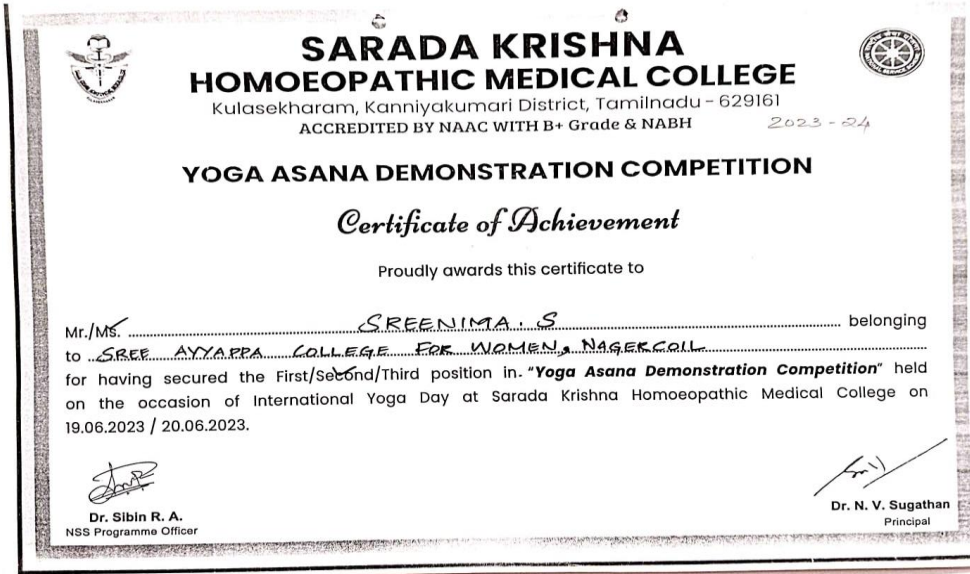 SARADA KRISHNA
HOMOEOPATHIC MEDICAL COLLEGE
Kulasekharam, Kanniyakumari District, Tamilnadu - 629161
ACCREDITED BY NAAC WITH B+ Grade & NABH
2023-24
YOGA ASANA DEMONSTRATION COMPETITION
Certificate of Achievement
Proudly awards this certificate to
Mr./Ms. SREENIMA. S belonging
to SREE AYYAPPA COLLEGE FOR WOMEN, NAGERCOIL
for having secured the First/Second/Third position in. "Yoga Asana Demonstration Competition" held
on the occasion of International Yoga Day at Sarada Krishna Homoeopathic Medical College on
19.06.2023 / 20.06.2023.
Dr. Sibin R. A.
NSS Programme Officer
Dr. N. V. Sugathan
Principal